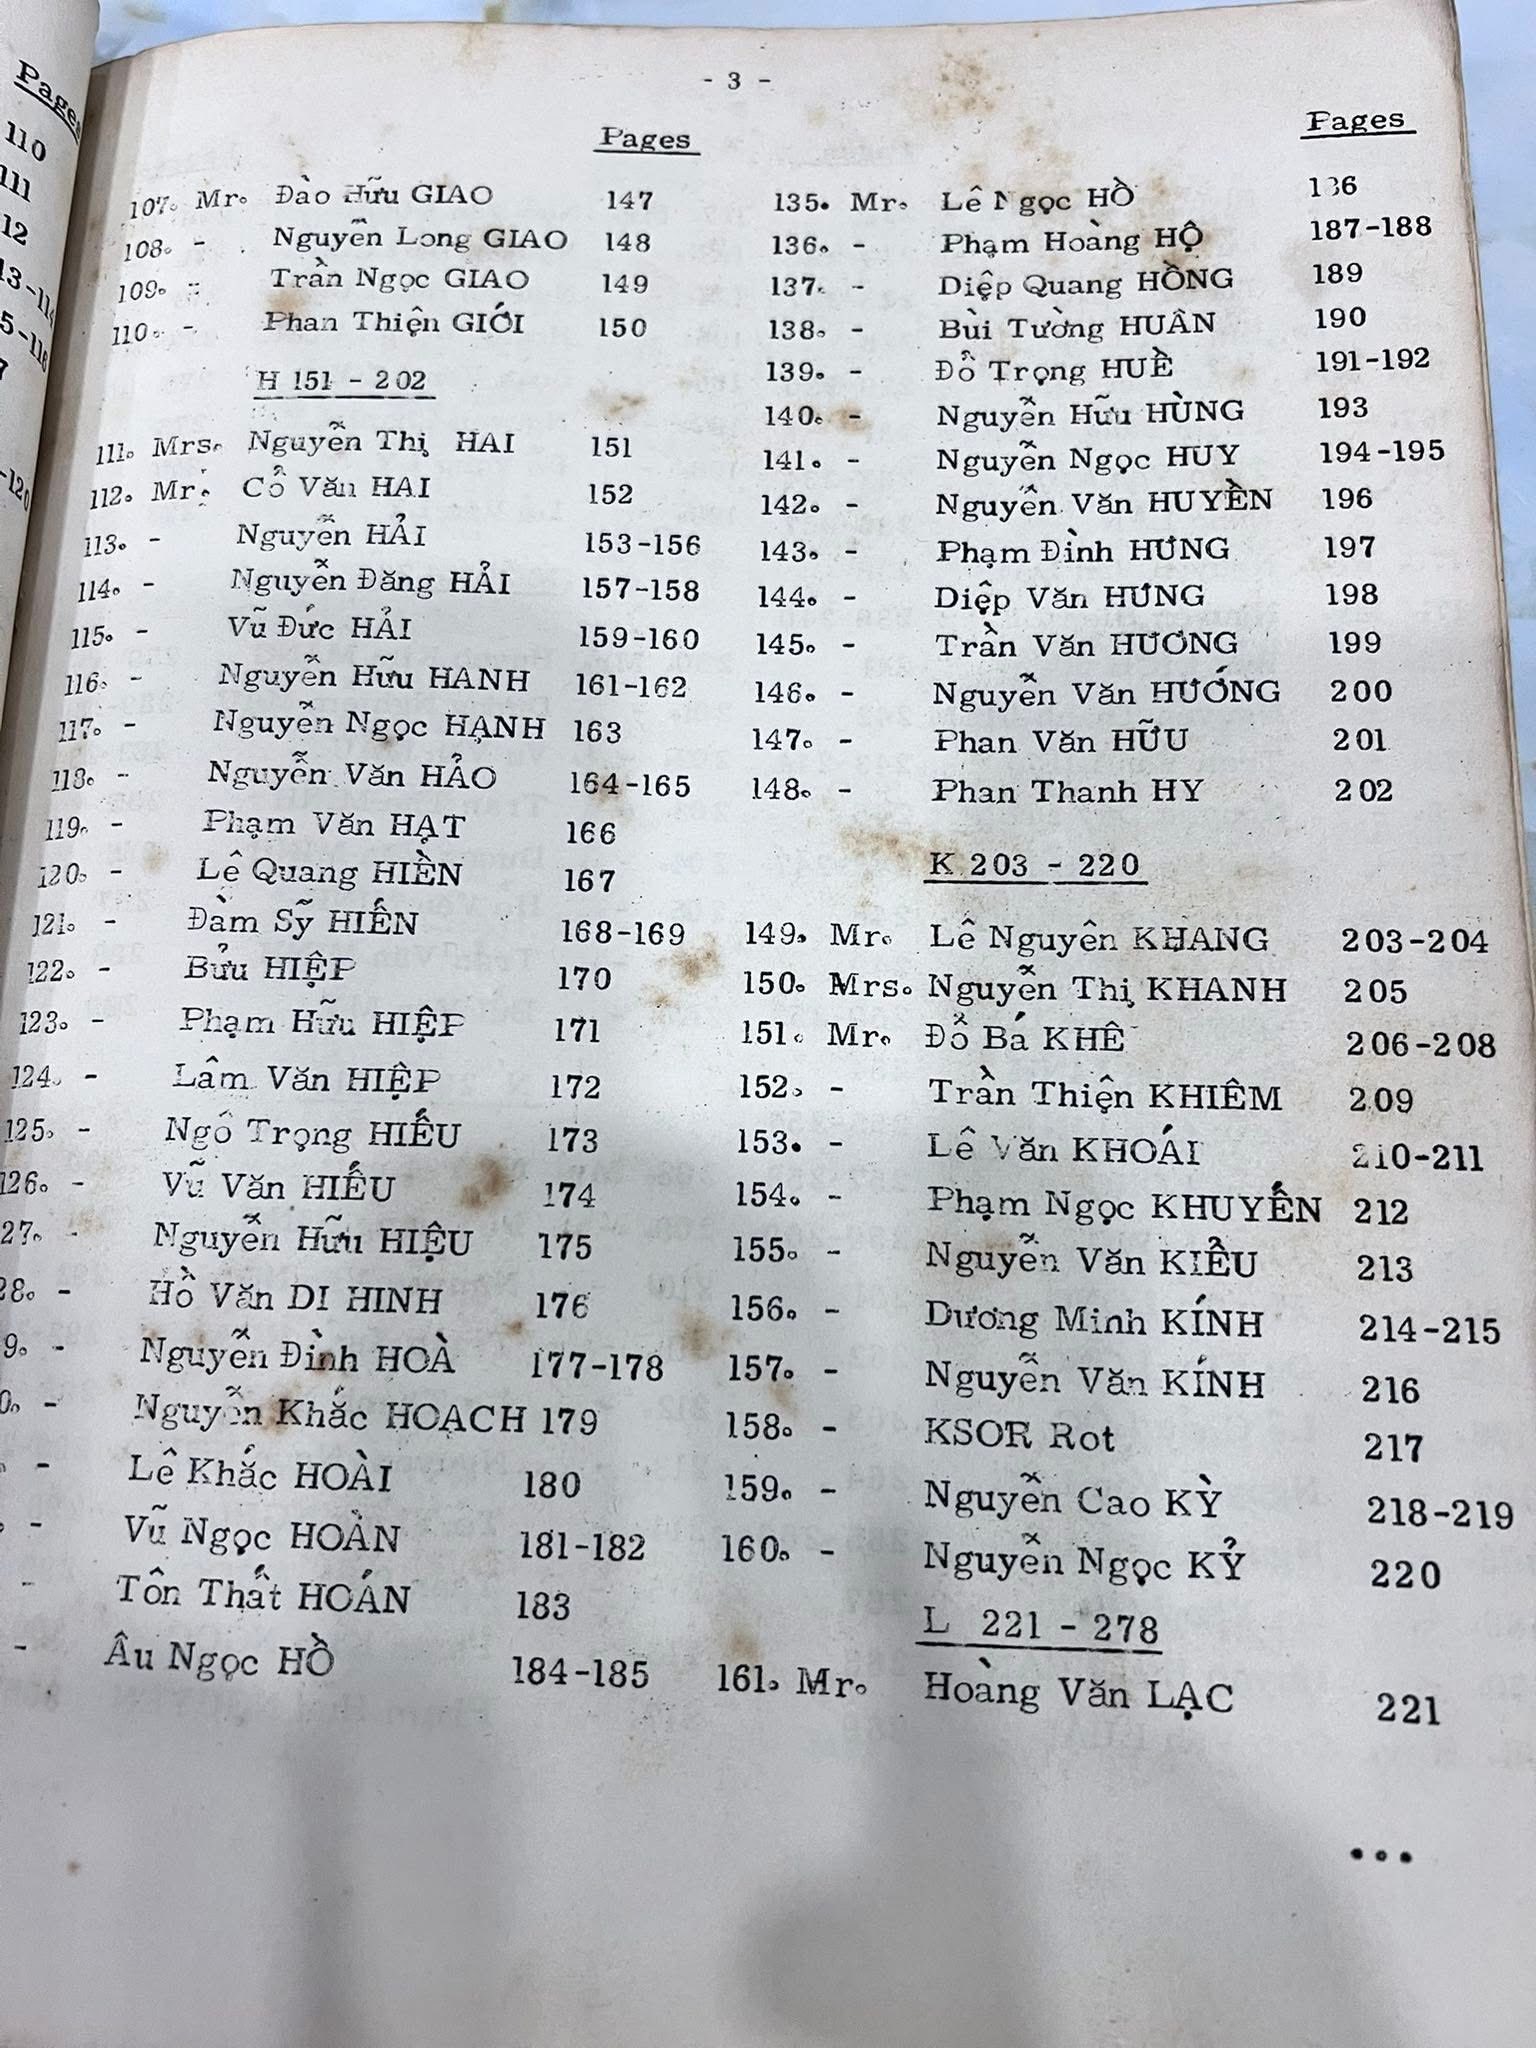 Pages
110
111
12
- 3 -
Pages
107. Mr. Đào Hữu GIAO 147
108. - Nguyễn Long GIAO 148
109. - Trần Ngọc GIAO 149
110. - Phan Thiện GIỚI 150
H 151 - 202
111. Mrs. Nguyễn Thị HAI 151
112. Mr. Cổ Văn HAI 152
113. - Nguyễn HẢI 153-156
114. - Nguyễn Đăng HẢI 157-158
115. - Vũ Đức HẢI 159-160
116. - Nguyễn Hữu HANH 161-162
117. - Nguyễn Ngọc HẠNH 163
118. - Nguyễn Văn HẢO 164-165
119. - Phạm Văn HẠT 166
120. - Lê Quang HIỀN 167
121. - Đàm Sỹ HIẾN 168-169
122. - Bửu HIỆP 170
123. - Phạm Hữu HIỆP 171
124. - Lâm Văn HIỆP 172
125. - Ngô Trọng HIẾU 173
126. - Vũ Văn HIẾU 174
27. - Nguyễn Hữu HIỆU 175
28. - Hồ Văn DI HINH 176
9. - Nguyễn Đình HOÀ 177-178
0. - Nguyễn Khắc HOẠCH 179
- Lê Khắc HOÀI 180
- Vũ Ngọc HOÀN 181-182
- Tôn Thất HOÁN 183
- Âu Ngọc HỒ 184-185
Pages
135. Mr. Lê Ngọc HỒ 186
136. - Phạm Hoàng HỘ 187-188
137. - Diệp Quang HỒNG 189
138. - Bùi Tường HUÂN 190
139. - Đỗ Trọng HUỀ 191-192
140. - Nguyễn Hữu HÙNG 193
141. - Nguyễn Ngọc HUY 194-195
142. - Nguyễn Văn HUYỀN 196
143. - Phạm Đình HƯNG 197
144. - Diệp Văn HƯNG 198
145. - Trần Văn HƯƠNG 199
146. - Nguyễn Văn HƯỚNG 200
147. - Phan Văn HỮU 201
148. - Phan Thanh HY 202
K 203 - 220
149. Mr. Lê Nguyên KHANG 203-204
150. Mrs. Nguyễn Thị KHANH 205
151. Mr. Đỗ Bá KHÊ 206-208
152. - Trần Thiện KHIÊM 209
153. - Lê Văn KHOÁI 210-211
154. - Phạm Ngọc KHUYẾN 212
155. - Nguyễn Văn KIỂU 213
156. - Dương Minh KÍNH 214-215
157. - Nguyễn Văn KÍNH 216
158. - KSOR Rot 217
159. - Nguyễn Cao KỲ 218-219
160. - Nguyễn Ngọc KỶ 220
L 221 - 278
161. Mr. Hoàng Văn LẠC 221
...